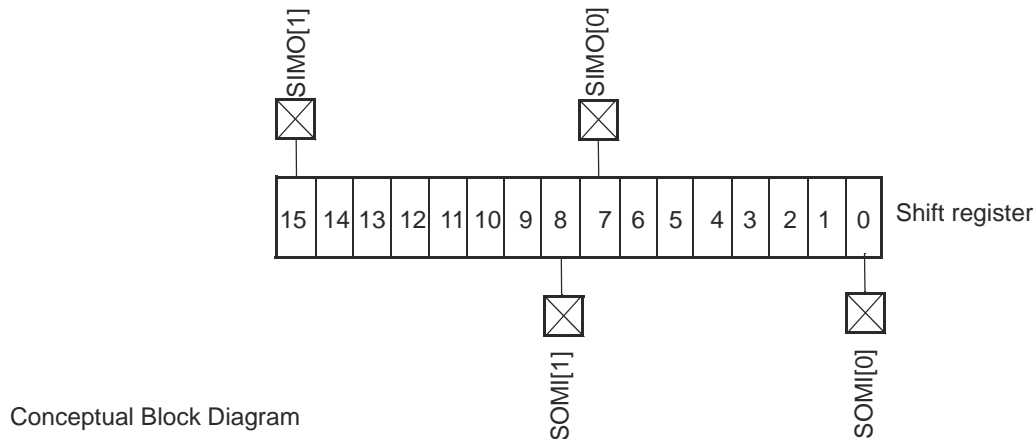 SIMO[1]
SIMO[0]
15 14 13 12 11 10 9 8 7 6 5 4 3 2 1 0
Shift register
SOMI[1]
SOMI[0]
Conceptual Block Diagram